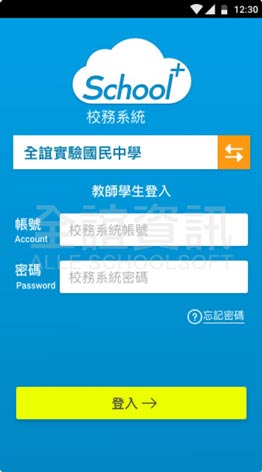 12:30
School+
校務系統
全誼實驗國民中學
教師學生登入
全誼資訊
ALLE SCHOOLSOFT
帳號
Account
校務系統帳號
密碼
Password
校務系統密碼
?忘記密碼
登入→